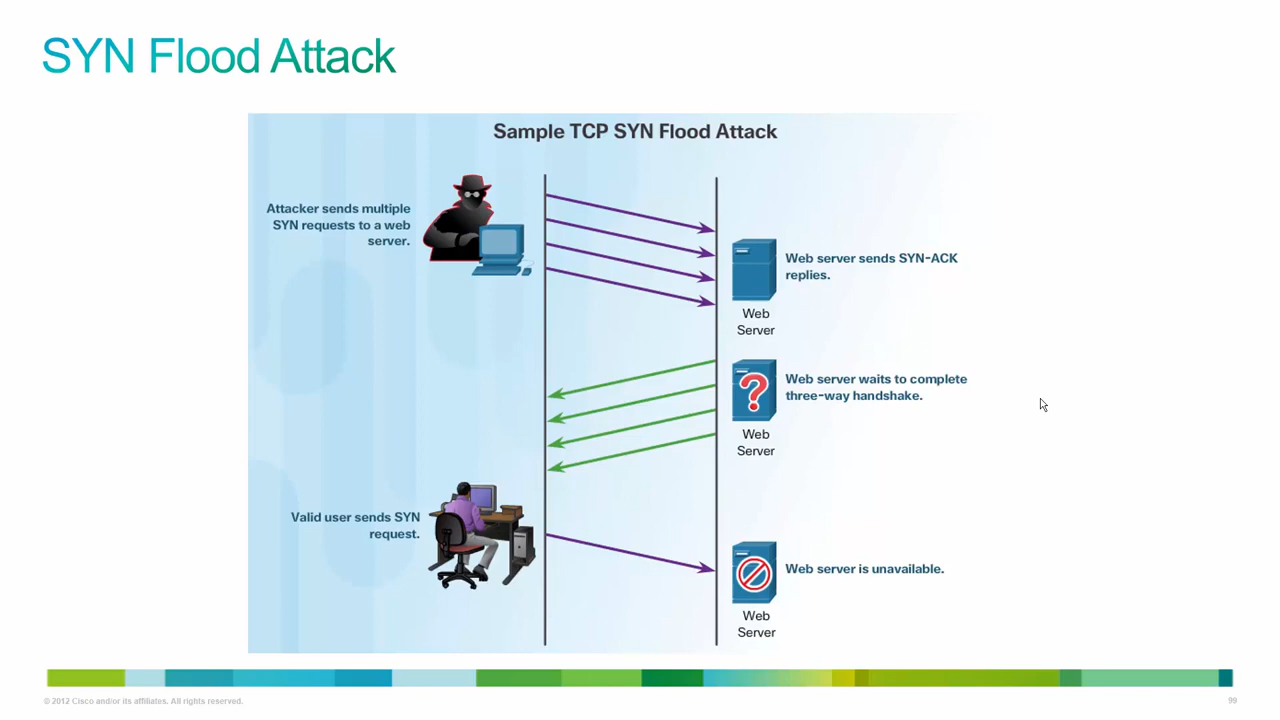 SYN Flood Attack
Sample TCP SYN Flood Attack
Attacker sends multiple
SYN requests to a web
server.
Web server sends SYN-ACK
replies.
Web
Server
Web server waits to complete
three-way handshake.
Web
Server
Valid user sends SYN
request.
Web server is unavailable.
Web
Server
© 2012 Cisco and/or its affiliates. All rights reserved.
99